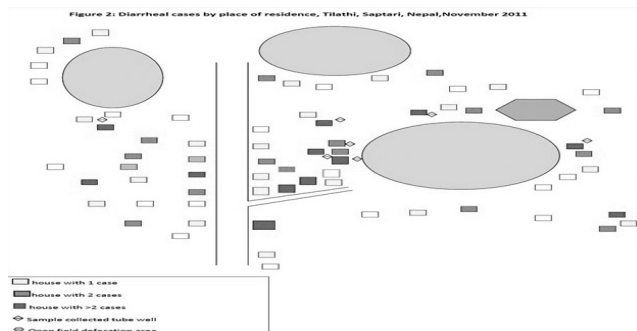 Figure 2: Diarrheal cases by place of residence, Tilathi, Saptari, Nepal,November 2011
house with 1 case
house with 2 cases
house with >2 cases
Sample collected tube well
Open field defecation area